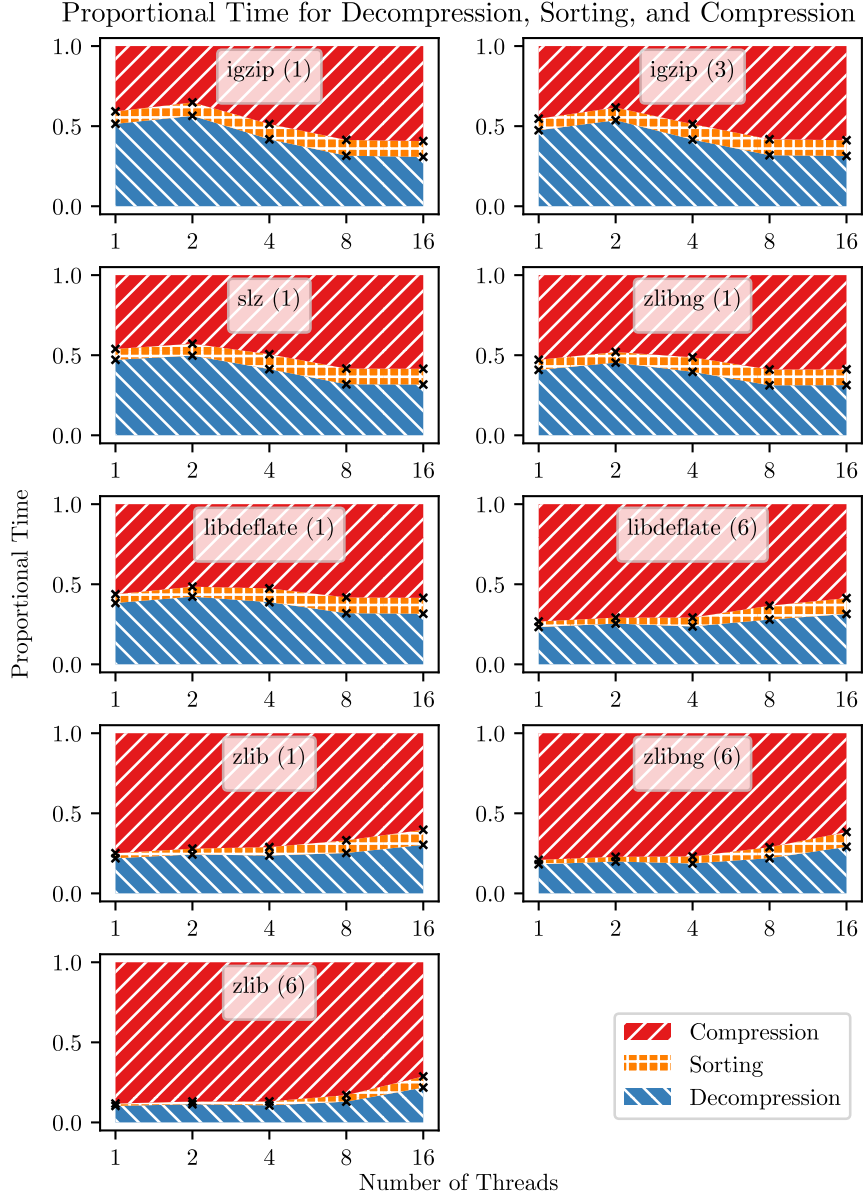 Proportional Time for Decompression, Sorting, and Compression
igzip (1)
1.0
0.5
0.0
1 2 4 8 16
igzip (3)
1.0
0.5
0.0
1 2 4 8 16
slz (1)
1.0
0.5
0.0
1 2 4 8 16
zlibng (1)
1.0
0.5
0.0
1 2 4 8 16
Proportional Time
libdeflate (1)
1.0
0.5
0.0
1 2 4 8 16
libdeflate (6)
1.0
0.5
0.0
1 2 4 8 16
zlib (1)
1.0
0.5
0.0
1 2 4 8 16
zlibng (6)
1.0
0.5
0.0
1 2 4 8 16
zlib (6)
1.0
0.5
0.0
1 2 4 8 16
Compression
Sorting
Decompression
Number of Threads